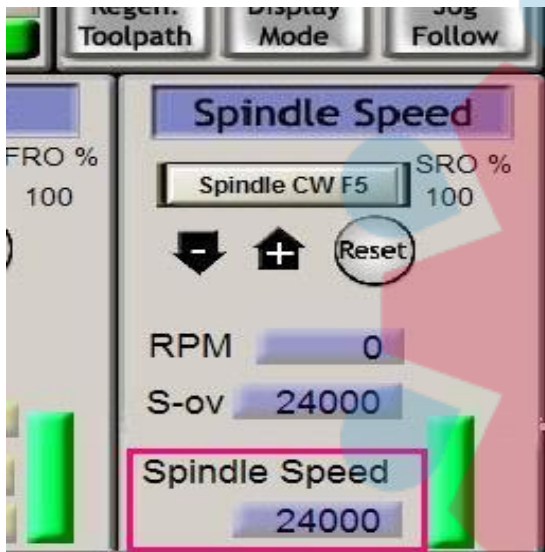 Regen.
Toolpath
Display
Mode
Jog
Follow
FRO %
100
Spindle Speed
Spindle CW F5
SRO %
100
-
+
Reset
RPM 0
S-ov 24000
Spindle Speed
24000